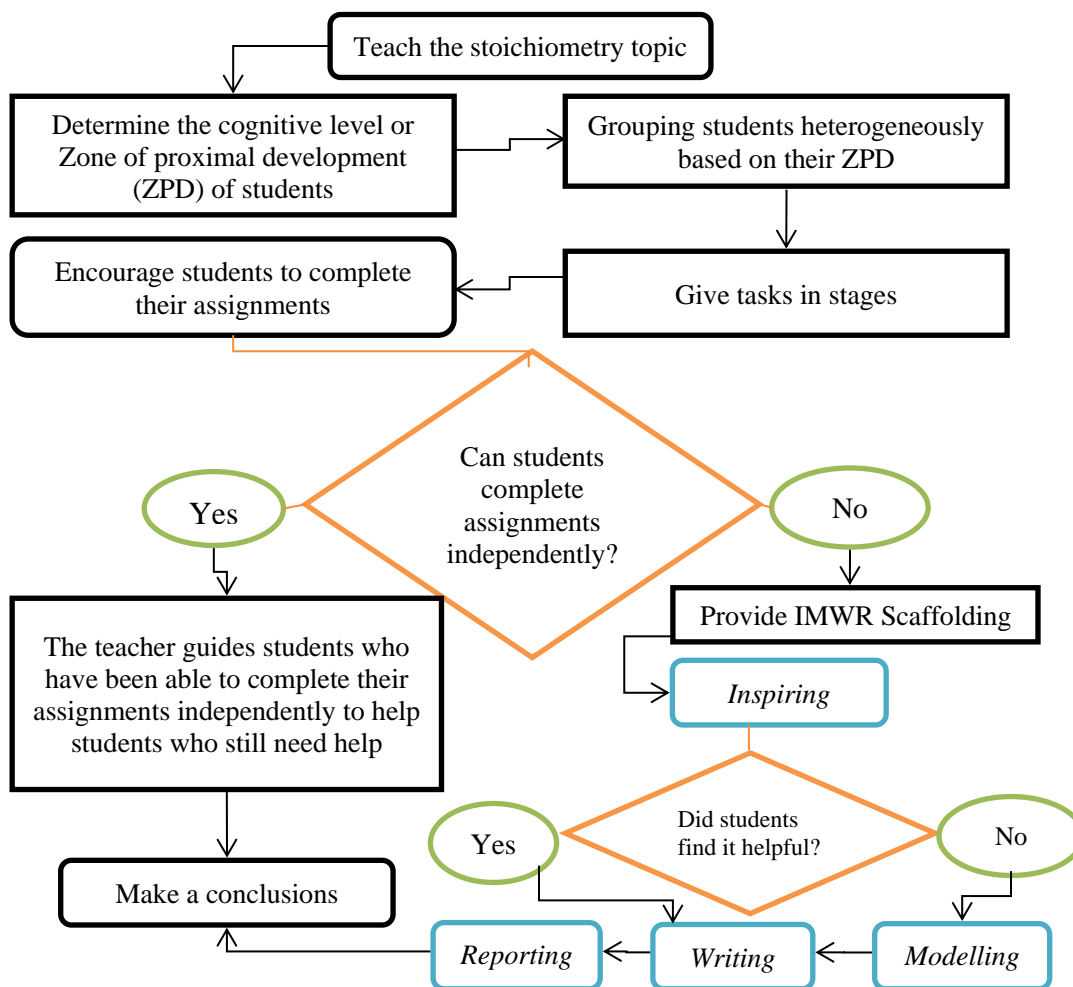 Teach the stoichiometry topic
Determine the cognitive level or
Zone of proximal development
(ZPD) of students
Grouping students heterogeneously
based on their ZPD
Encourage students to complete
their assignments
Give tasks in stages
Can students
complete
assignments
independently?
Yes
No
The teacher guides students who
have been able to complete their
assignments independently to help
students who still need help
Provide IMWR Scaffolding
Inspiring
Did students
find it helpful?
Yes
No
Make a conclusions
Reporting
Writing
Modelling